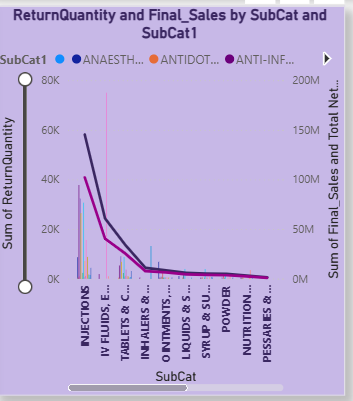 ReturnQuantity and Final_Sales by SubCat and
SubCat1
SubCat1 ANAESTH... ANTIDOT... ANTI-INF...
80K
60K
40K
20K
0K
200M
150M
100M
50M
0M
Sum of ReturnQuantity
Sum of Final_Sales and Total Net...
INJECTIONS
IV FLUIDS, E...
TABLETS & C...
INHALERS &...
OINTMENTS...
LIQUIDS & S...
SYRUP & SU...
POWDER
NUTRITION...
PESSARIES &...
SubCat